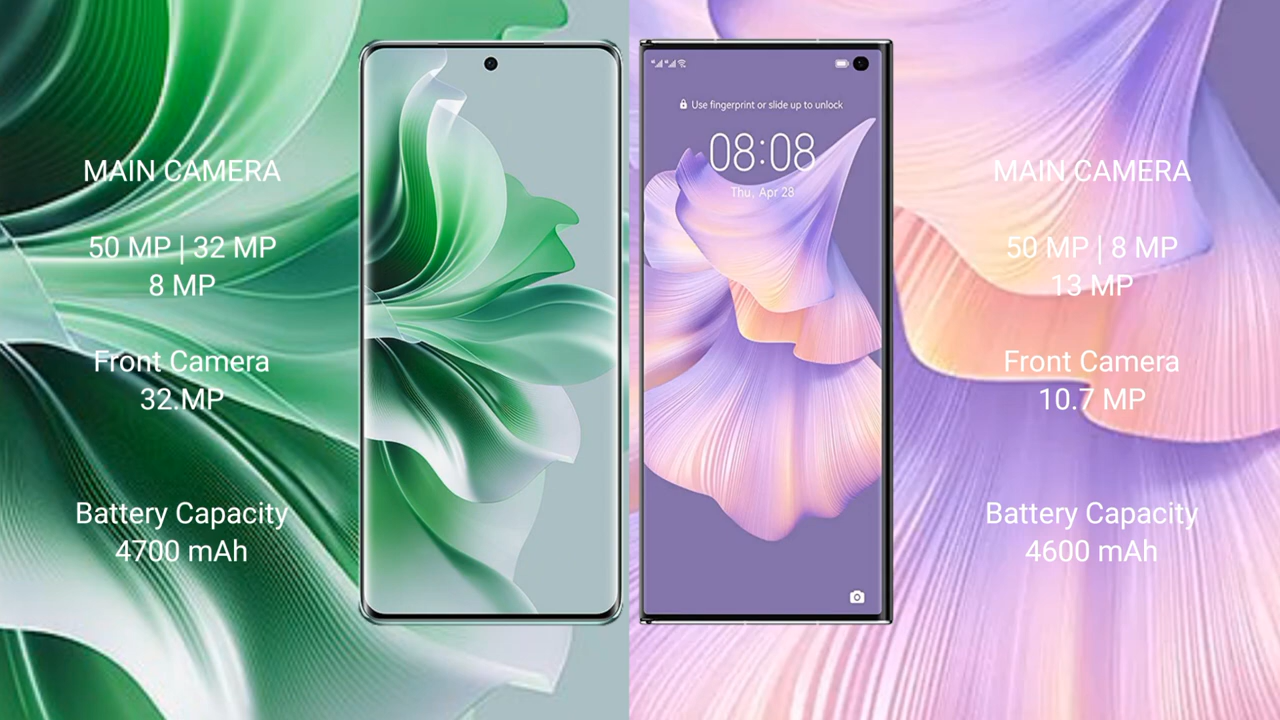 MAIN CAMERA
50 MP | 32 MP
8 MP
Front Camera
32.MP
Battery Capacity
4700 mAh
Use fingerprint or slide up to unlock
08:08
Thu, Apr 28
MAIN CAMERA
50 MP | 8 MP
13 MP
Front Camera
10.7 MP
Battery Capacity
4600 mAh